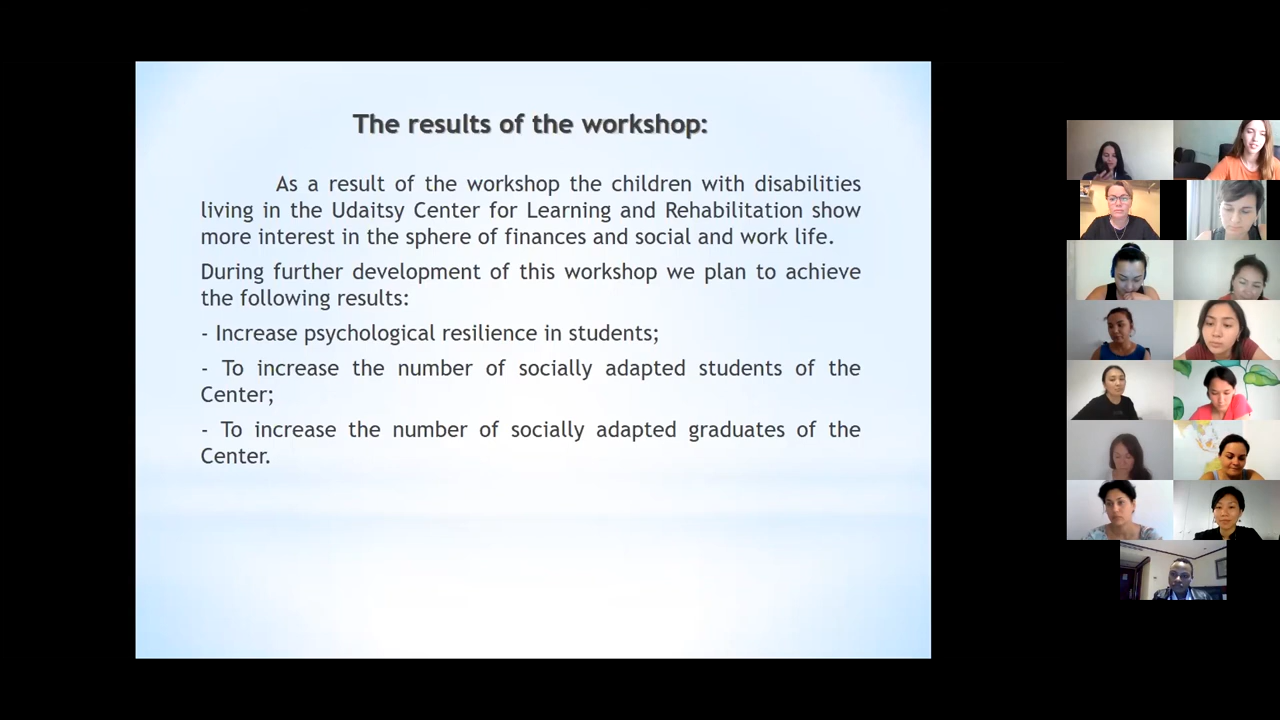 The results of the workshop:
As a result of the workshop the children with disabilities
living in the Udaitsy Center for Learning and Rehabilitation show
more interest in the sphere of finances and social and work life.
During further development of this workshop we plan to achieve
the following results:
- Increase psychological resilience in students;
- To increase the number of socially adapted students of the
Center;
- To increase the number of socially adapted graduates of the
Center.